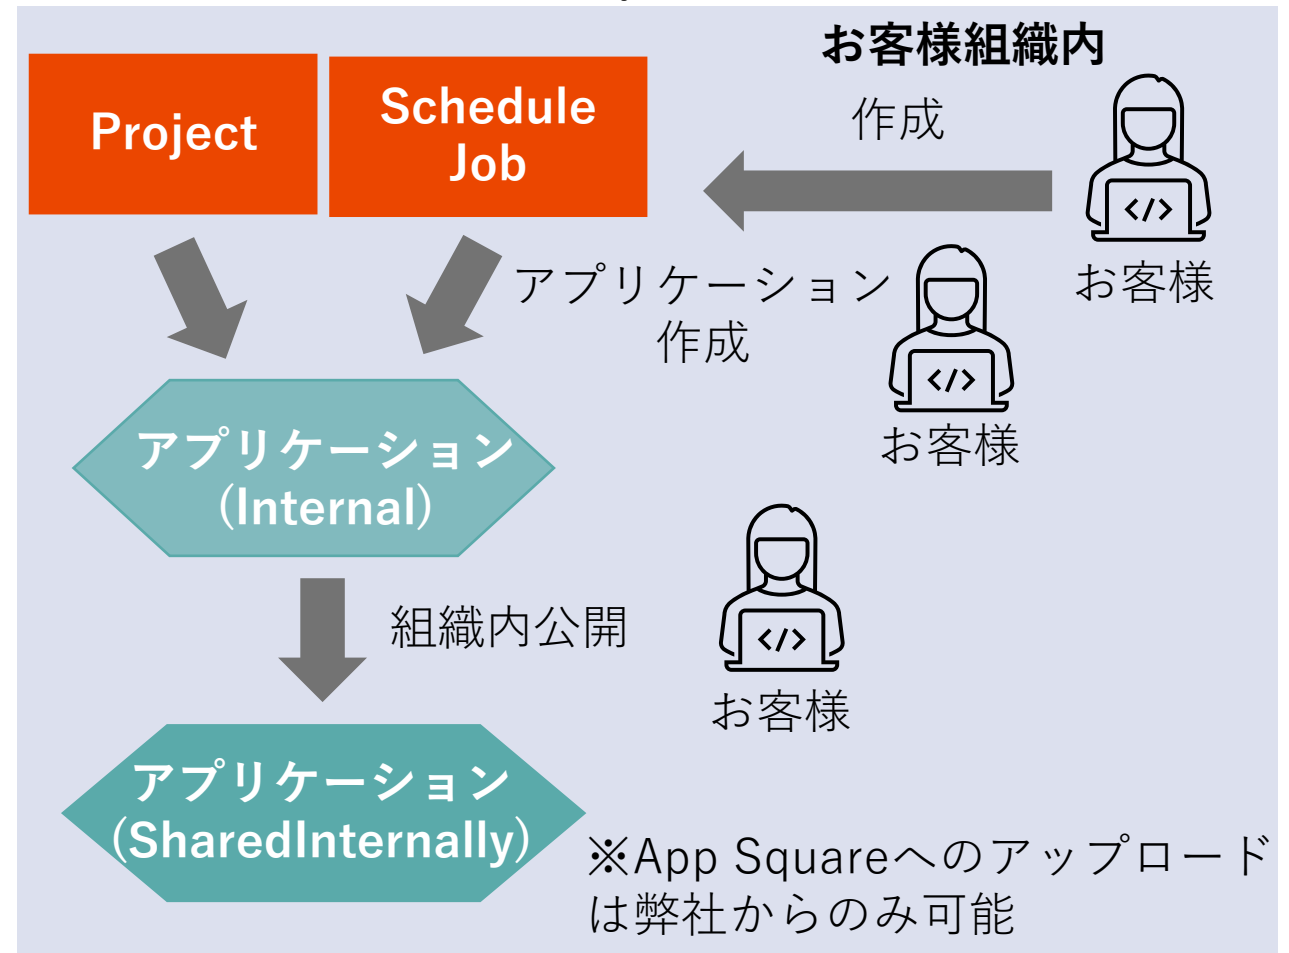 お客様組織内
Project
Schedule
Job
作成
</>
お客様
アプリケーション
作成
</>
お客様
アプリケーション
(Internal)
</>
お客様
組織内公開
アプリケーション
(SharedInternally)
※App Squareへのアップロード
は弊社からのみ可能